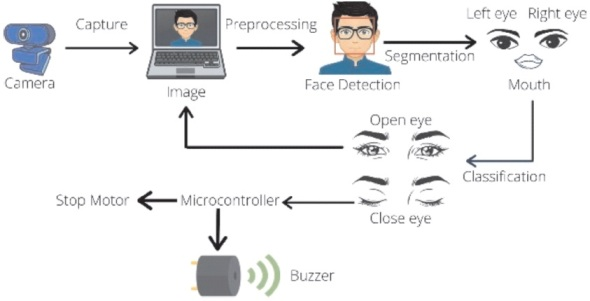 Capture
Preprocessing
Left eye
Right eye
Segmentation
Camera
Image
Face Detection
Mouth
Open eye
Classification
Close eye
Stop Motor
Microcontroller
Buzzer